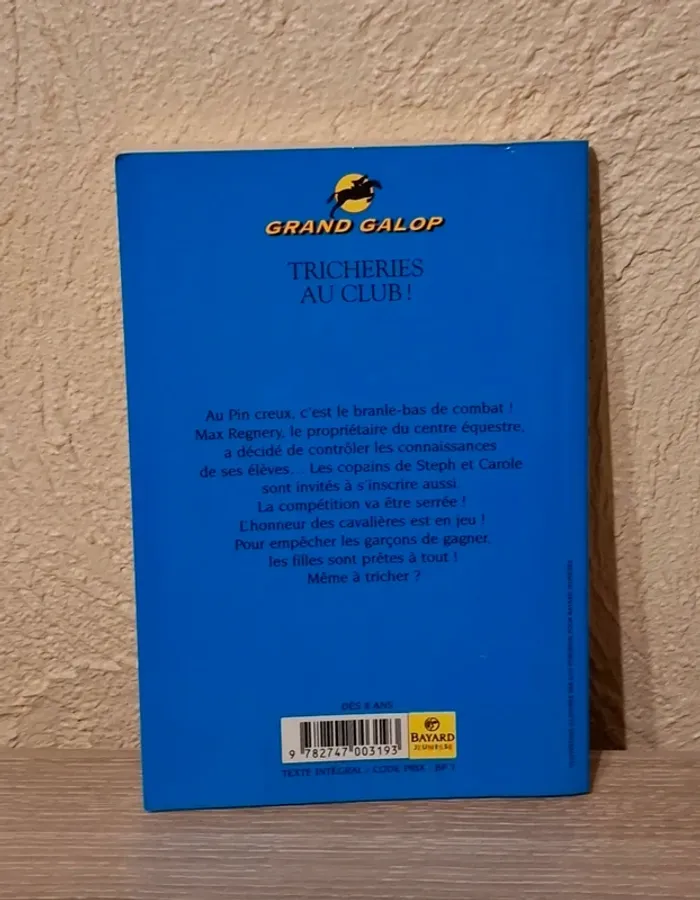 GRAND GALOP
TRICHERIES
AU CLUB !
Au Pin creux, c'est le branle-bas de combat !
Max Regnery, le propriétaire du centre équestre,
a décidé de contrôler les connaissances
de ses élèves... Les copains de Steph et Carole
sont invités à s'inscrire aussi.
La compétition va être serrée !
L'honneur des cavalières est en jeu !
Pour empêcher les garçons de gagner,
les filles sont prêtes à tout !
Même à tricher ?
DÈS 8 ANS
9 782747 003193
BAYARD
JEUNESSE
TEXTE INTÉGRAL - CODE PRIX : BP 1